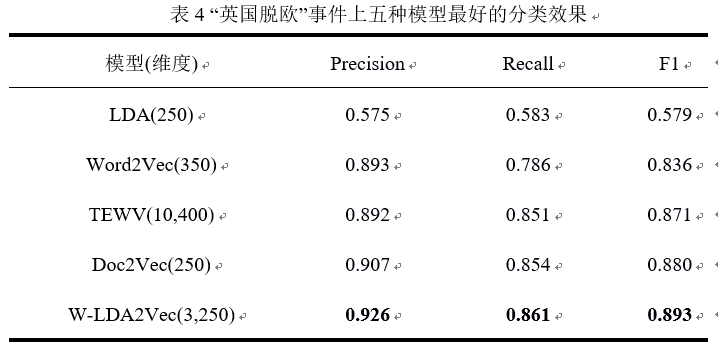 表 4 “英国脱欧”事件上五种模型最好的分类效果
模型(维度) Precision Recall F1
LDA(250) 0.575 0.583 0.579
Word2Vec(350) 0.893 0.786 0.836
TEWV(10,400) 0.892 0.851 0.871
Doc2Vec(250) 0.907 0.854 0.880
W-LDA2Vec(3,250) 0.926 0.861 0.893